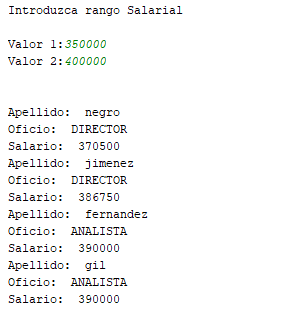 Introduzca rango Salarial
Valor 1:350000
Valor 2:400000
Apellido: negro
Oficio: DIRECTOR
Salario: 370500
Apellido: jimenez
Oficio: DIRECTOR
Salario: 386750
Apellido: fernandez
Oficio: ANALISTA
Salario: 390000
Apellido: gil
Oficio: ANALISTA
Salario: 390000